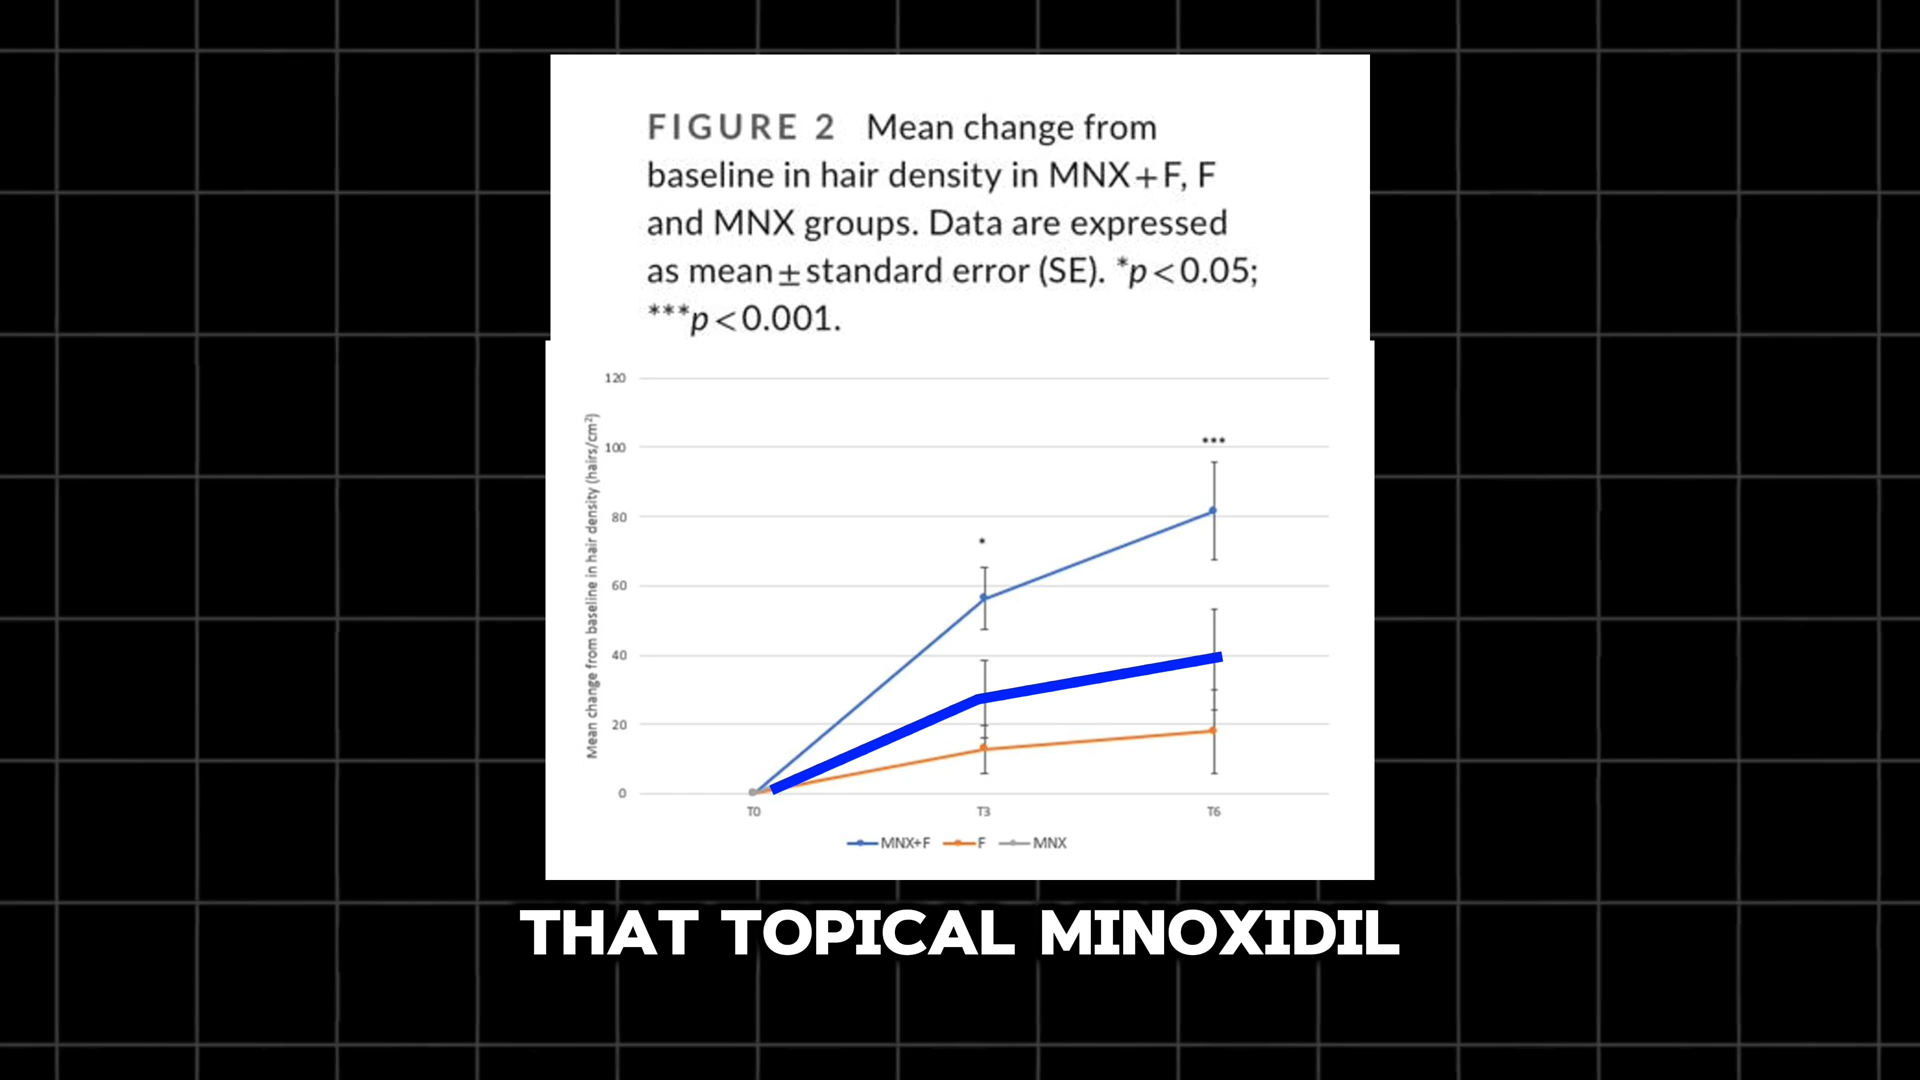 FIGURE 2 Mean change from
baseline in hair density in MNX+F, F
and MNX groups. Data are expressed
as mean±standard error (SE). *p<0.05;
***p<0.001.
120
100
80
60
40
20
0
Mean change from baseline in hair density (hairs/cm²)
*
***
T0 T3 T6
MNX+F F MNX
THAT TOPICAL MINOXIDIL